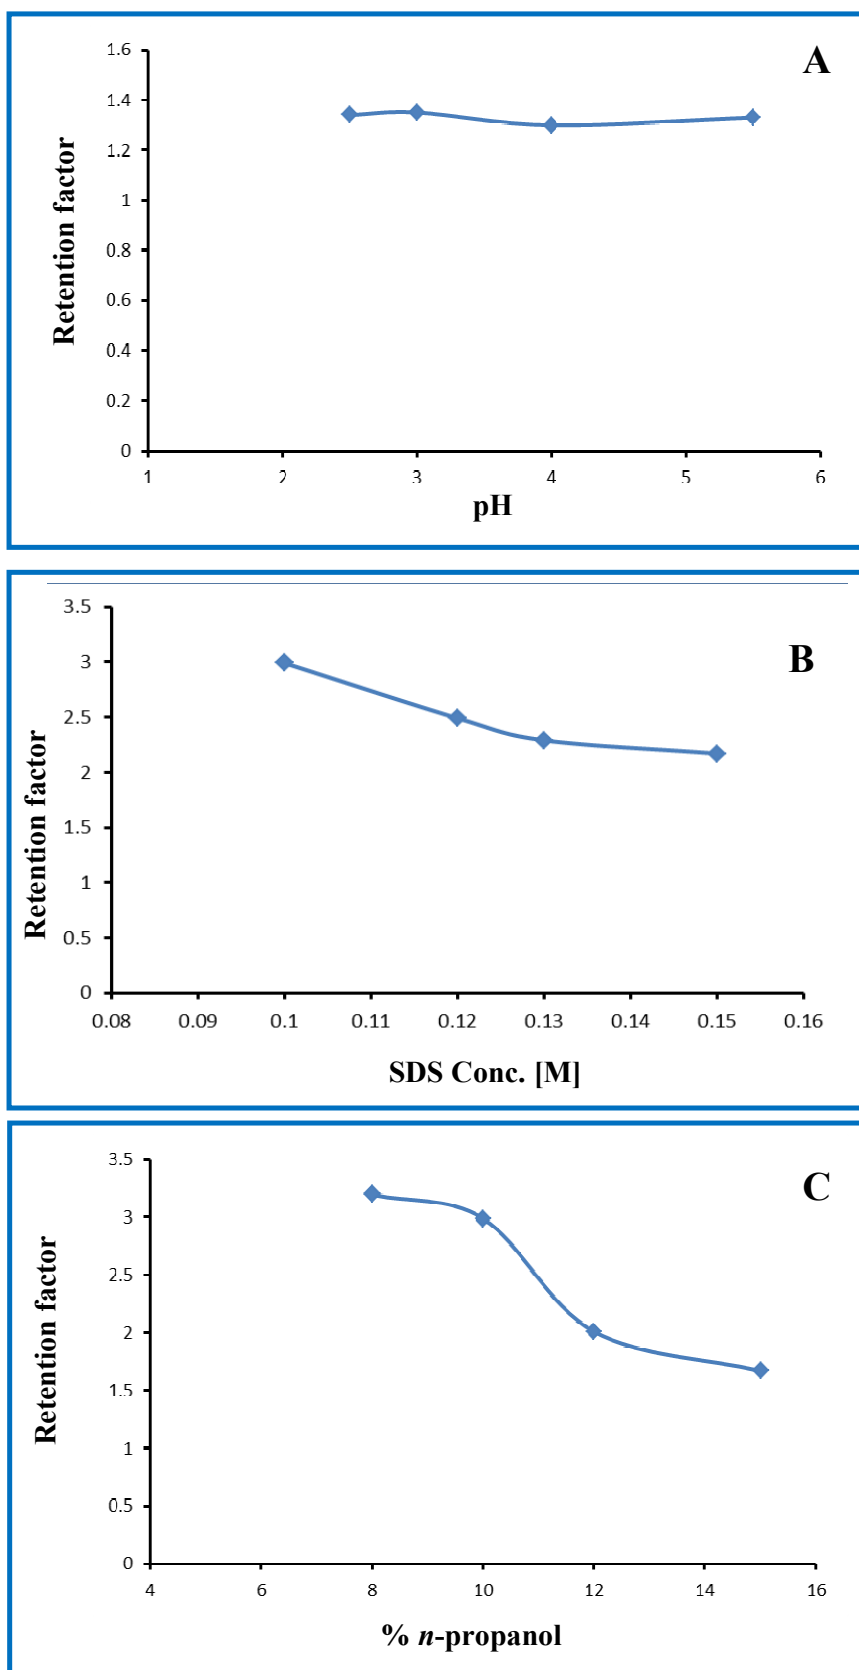 A
Retention factor
1.6
1.4
1.2
1
0.8
0.6
0.4
0.2
0
1 2 3 4 5 6
pH
B
Retention factor
3.5
3
2.5
2
1.5
1
0.5
0
0.08 0.09 0.1 0.11 0.12 0.13 0.14 0.15 0.16
SDS Conc. [M]
C
Retention factor
3.5
3
2.5
2
1.5
1
0.5
0
4 6 8 10 12 14 16
% n-propanol